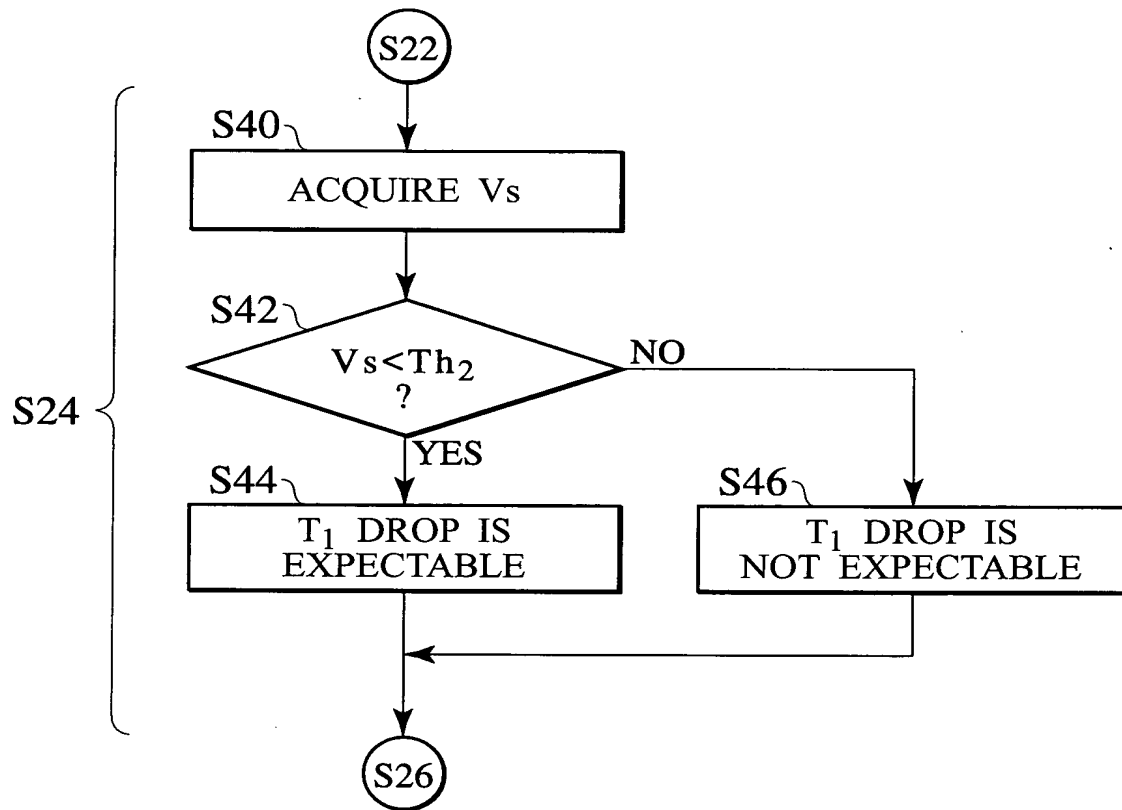 S22
S40
ACQUIRE Vs
S42
Vs<Th₂
?
NO
YES
S24
S44
T₁ DROP IS
EXPECTABLE
S46
T₁ DROP IS
NOT EXPECTABLE
S26